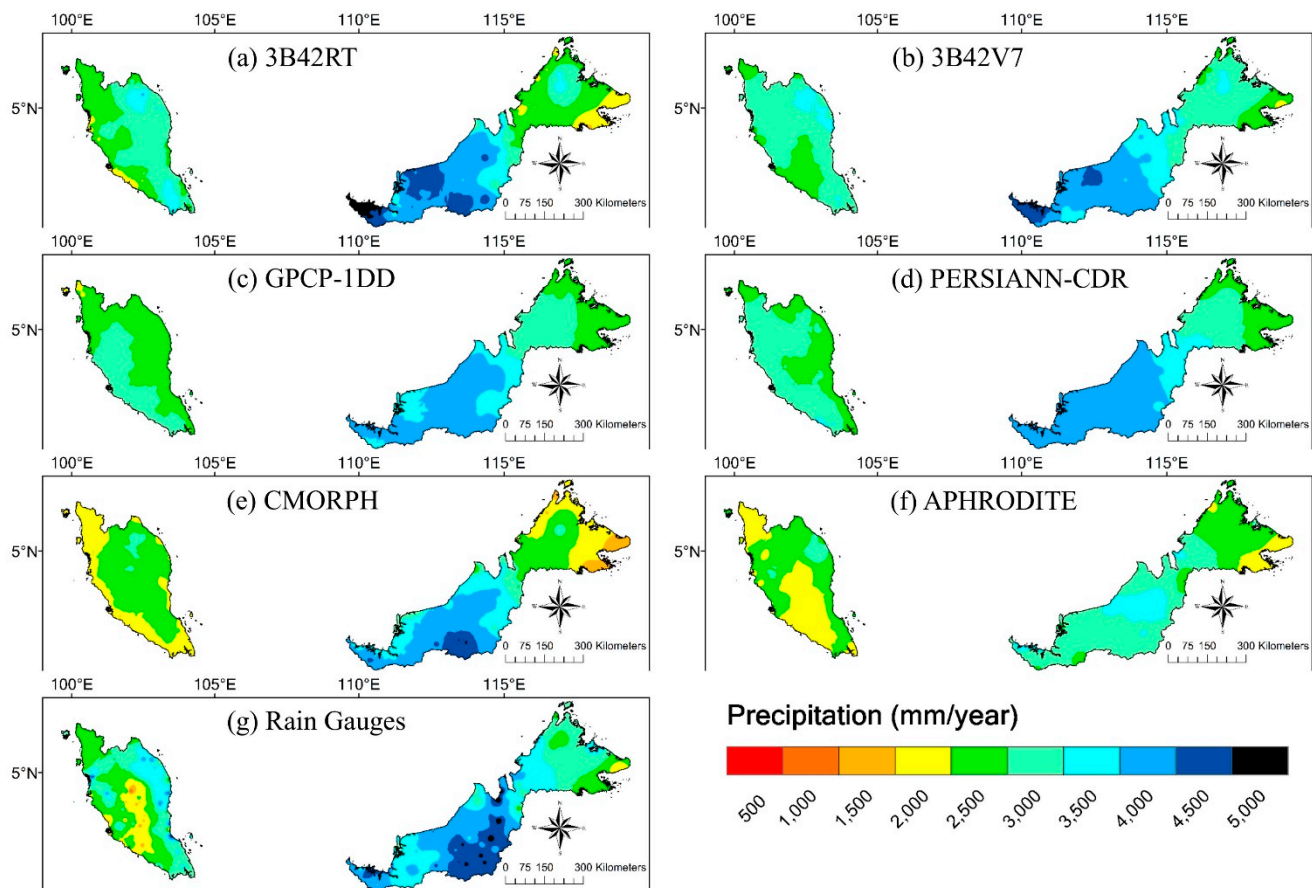 100°E 105°E 110°E 115°E 100°E 105°E 110°E 115°E
(a) 3B42RT
(b) 3B42V7
5°N
5°N
N
W E
S
N
W E
S
0 75 150 300 Kilometers
0 75 150 300 Kilometers
100°E 105°E 110°E 115°E 100°E 105°E 110°E 115°E
(c) GPCP-1DD
(d) PERSIANN-CDR
5°N
5°N
N
W E
S
N
W E
S
0 75 150 300 Kilometers
0 75 150 300 Kilometers
100°E 105°E 110°E 115°E 100°E 105°E 110°E 115°E
(e) CMORPH
(f) APHRODITE
5°N
5°N
N
W E
S
N
W E
S
0 75 150 300 Kilometers
0 75 150 300 Kilometers
100°E 105°E 110°E 115°E
(g) Rain Gauges
5°N
N
W E
S
0 75 150 300 Kilometers
Precipitation (mm/year)
500 1,000 1,500 2,000 2,500 3,000 3,500 4,000 4,500 5,000